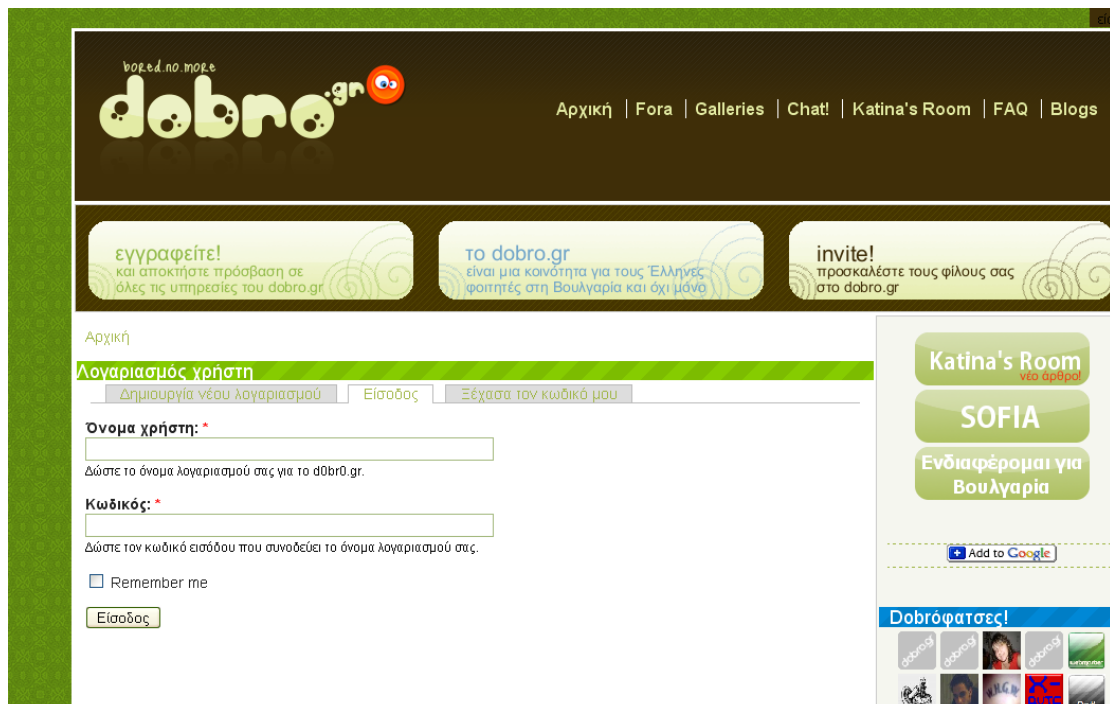 bored.no.more
dobro.gr
Αρχική | Fora | Galleries | Chat! | Katina's Room | FAQ | Blogs
εγγραφείτε!
και αποκτήστε πρόσβαση σε
όλες τις υπηρεσίες του dobro.gr
το dobro.gr
είναι μια κοινότητα για τους Έλληνες
φοιτητές στη Βουλγαρία και όχι μόνο
invite!
προσκαλέστε τους φίλους σας
στο dobro.gr
Αρχική
Λογαριασμός χρήστη
Δημιουργία νέου λογαριασμού
Είσοδος
Ξέχασα τον κωδικό μου
Όνομα χρήστη: *
Δώστε το όνομα λογαριασμού σας για το d0br0.gr.
Κωδικός: *
Δώστε τον κωδικό εισόδου που συνοδεύει το όνομα λογαριασμού σας.
Remember me
Είσοδος
Katina's Room
νέο άρθρο!
SOFIA
Ενδιαφέρομαι για
Βουλγαρία
Add to Google
Dobróφατσες!